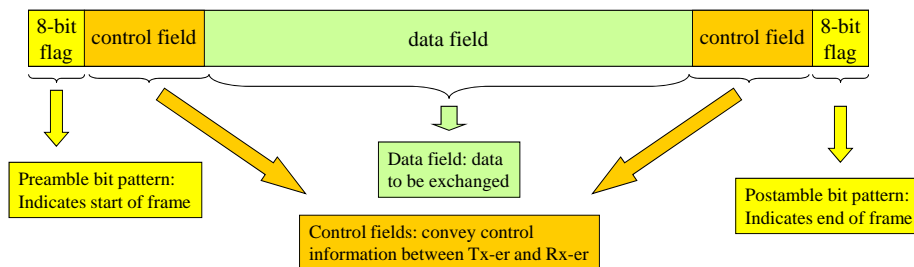 8-bit
flag
control field
data field
control field
8-bit
flag
Preamble bit pattern:
Indicates start of frame
Data field: data
to be exchanged
Postamble bit pattern:
Indicates end of frame
Control fields: convey control
information between Tx-er and Rx-er